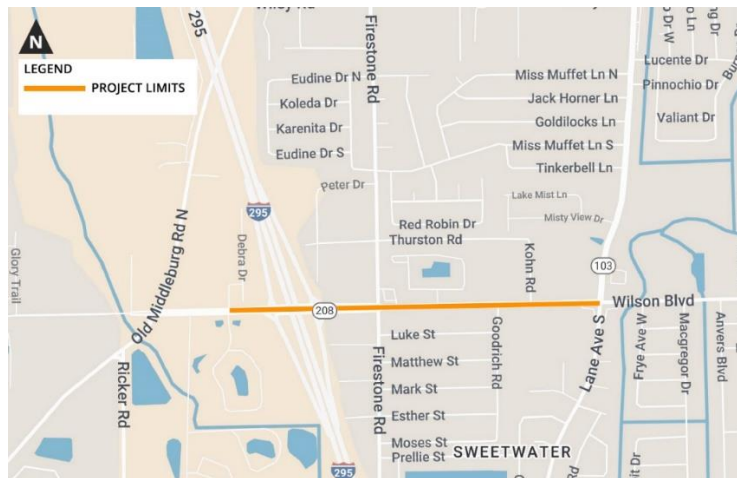 N
LEGEND
PROJECT LIMITS
295
Firestone Rd
Lucente Dr
Pinnochio Dr
Valiant Dr
Eudine Dr N
Koleda Dr
Karenita Dr
Eudine Dr S
Peter Dr
Miss Muffet Ln N
Jack Horner Ln
Goldilocks Ln
Miss Muffet Ln S
Tinkerbell Ln
Lake Mist Ln
Misty View Dr
295
Red Robin Dr
Thurston Rd
Kohn Rd
103
Glory Trail
Old Middleburg Rd N
Debra Dr
208
Wilson Blvd
Ricker Rd
Firestone Rd
Luke St
Matthew St
Mark St
Esther St
Moses St
Prellie St
Goodrich Rd
Lane Ave S
Frye Ave W
Macgregor Dr
Anvers Blvd
SWEETWATER
Rd
295